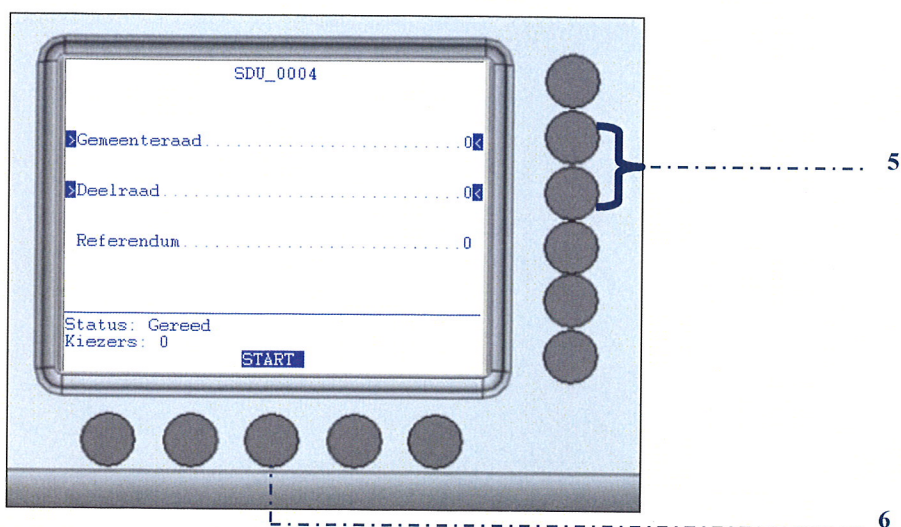 SDU_0004
>Gemeenteraad......................................0<
>Deelraad..........................................0<
Referendum.........................................0
Status: Gereed
Kiezers: 0
START
5
6